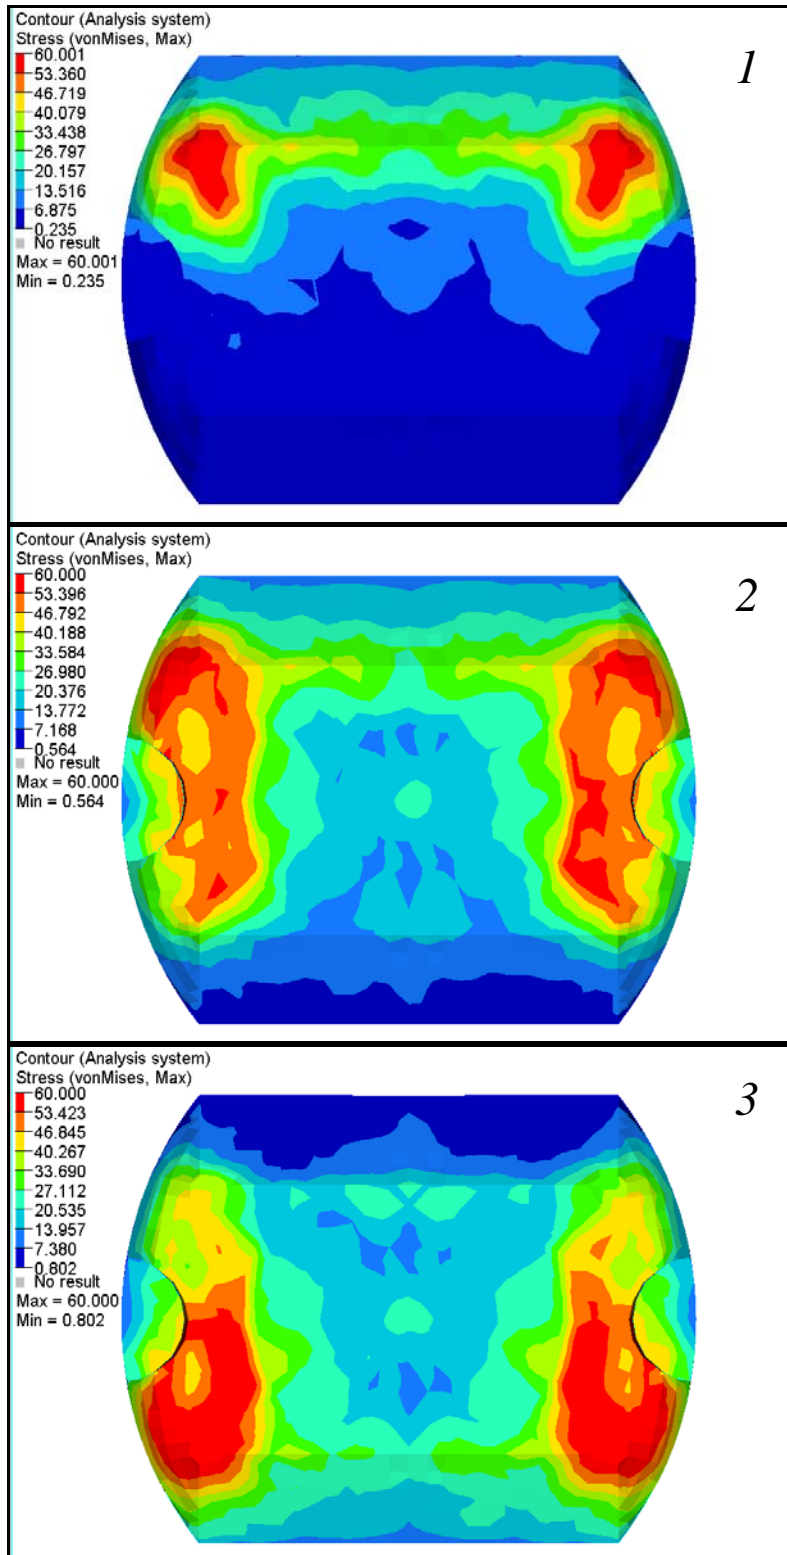 Contour (Analysis system)
Stress (vonMises, Max)
60.001
53.360
46.719
40.079
33.438
26.797
20.157
13.516
6.875
0.235
No result
Max = 60.001
Min = 0.235
1
Contour (Analysis system)
Stress (vonMises, Max)
60.000
53.396
46.792
40.188
33.584
26.980
20.376
13.772
7.168
0.564
No result
Max = 60.000
Min = 0.564
2
Contour (Analysis system)
Stress (vonMises, Max)
60.000
53.423
46.845
40.267
33.690
27.112
20.535
13.957
7.380
0.802
No result
Max = 60.000
Min = 0.802
3